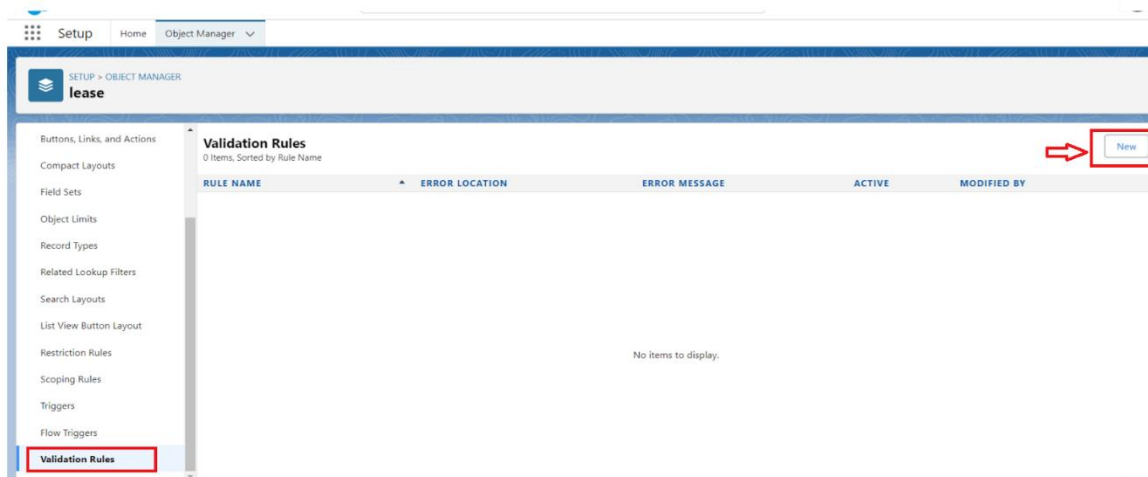 Setup
Home
Object Manager
SETUP > OBJECT MANAGER
lease
Buttons, Links, and Actions
Compact Layouts
Field Sets
Object Limits
Record Types
Related Lookup Filters
Search Layouts
List View Button Layout
Restriction Rules
Scoping Rules
Triggers
Flow Triggers
Validation Rules
Validation Rules
0 Items, Sorted by Rule Name
New
RULE NAME ERROR LOCATION ERROR MESSAGE ACTIVE MODIFIED BY
No items to display.